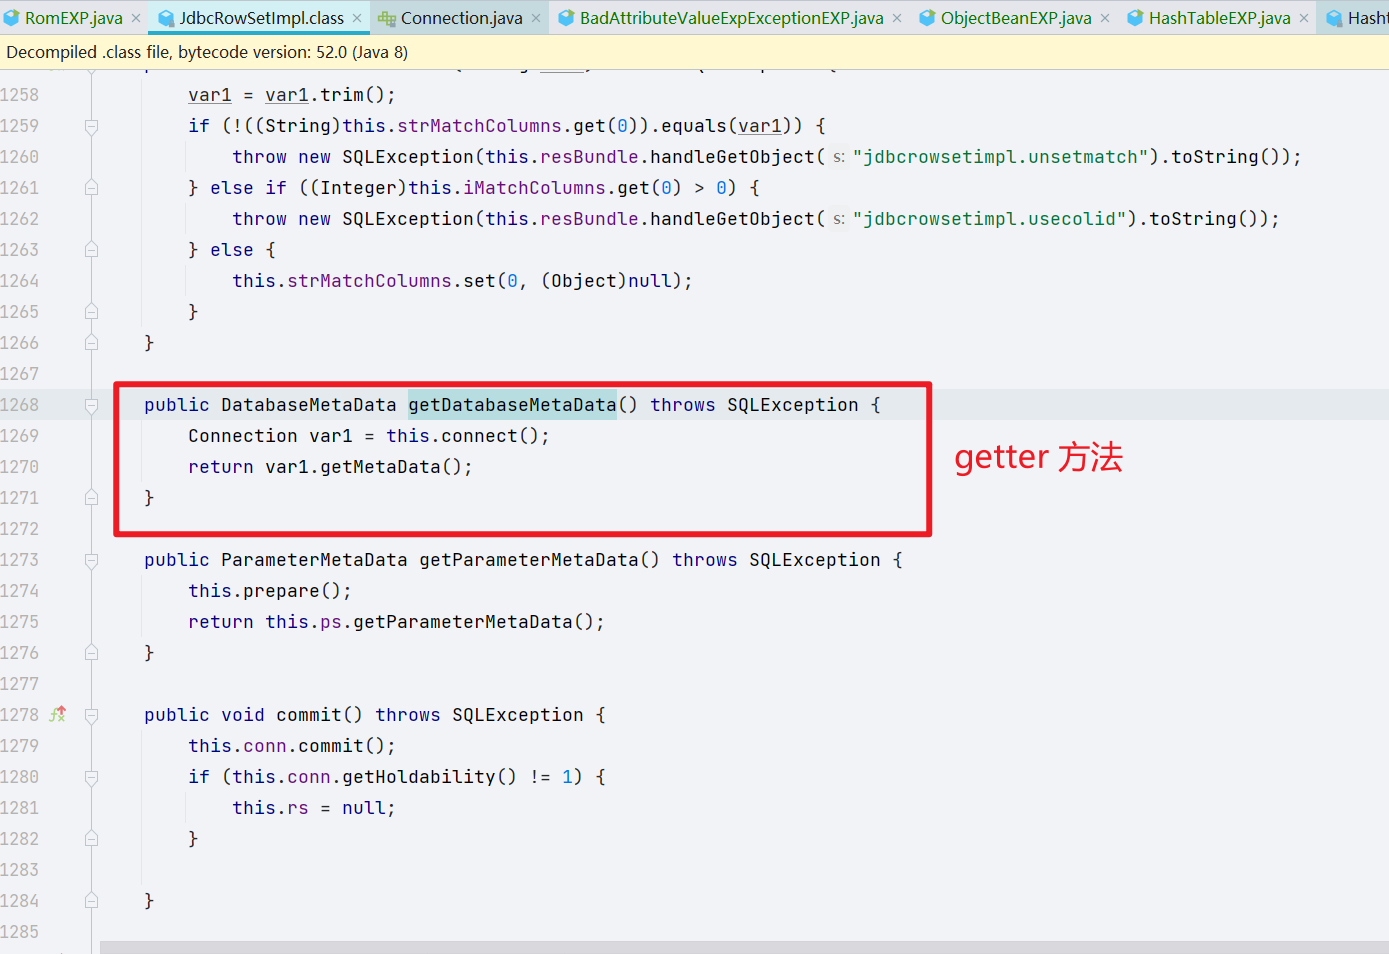 RomEXP.java × JdbcRowSetImpl.class × Connection.java × BadAttributeValueExpExceptionEXP.java × ObjectBeanEXP.java × HashTableEXP.java ×
Decompiled .class file, bytecode version: 52.0 (Java 8)
1258 var1 = var1.trim();
1259 if (!((String)this.strMatchColumns.get(0)).equals(var1)) {
1260 throw new SQLException(this.resBundle.handleGetObject( s: "jdbcrowsetimpl.unsetmatch").toString());
1261 } else if ((Integer)this.iMatchColumns.get(0) > 0) {
1262 throw new SQLException(this.resBundle.handleGetObject( s: "jdbcrowsetimpl.usecolid").toString());
1263 } else {
1264 this.strMatchColumns.set(0, (Object)null);
1265 }
1266 }
1267
1268 public DatabaseMetaData getDatabaseMetaData() throws SQLException {
1269 Connection var1 = this.connect();
1270 return var1.getMetaData();
1271 }
getter 方法
1272
1273 public ParameterMetaData getParameterMetaData() throws SQLException {
1274 this.prepare();
1275 return this.ps.getParameterMetaData();
1276 }
1277
1278 public void commit() throws SQLException {
1279 this.conn.commit();
1280 if (this.conn.getHoldability() != 1) {
1281 this.rs = null;
1282 }
1283
1284 }
1285